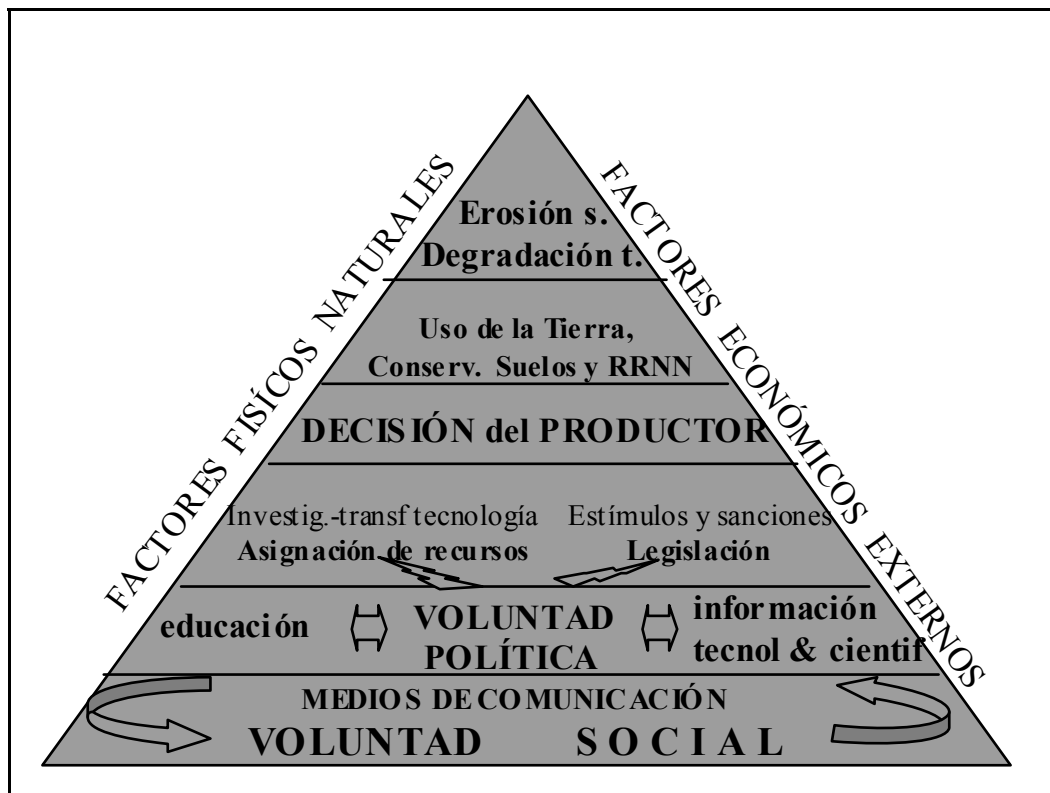 FACTORES FISÍCOS NATURALES
FACTORES ECONÓMICOS EXTERNOS
Erosión s.
Degradación t.
Uso de la Tierra,
Conserv. Suelos y RRNN
DECISIÓN del PRODUCTOR
Investig.-transf tecnología Estímulos y sanciones
Asignación de recursos Legislación
educación VOLUNTAD POLÍTICA información
tecnol & cientif
MEDIOS DE COMUNICACIÓN
VOLUNTAD SOCIAL